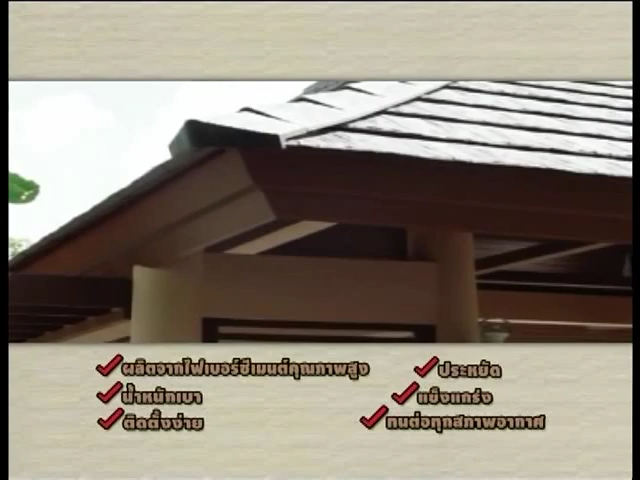 ผลิตจากไฟเบอร์ซีเมนต์คุณภาพสูง
น้ำหนักเบา
ติดตั้งง่าย
ประหยัด
แข็งแกร่ง
ทนต่อทุกสภาพอากาศ